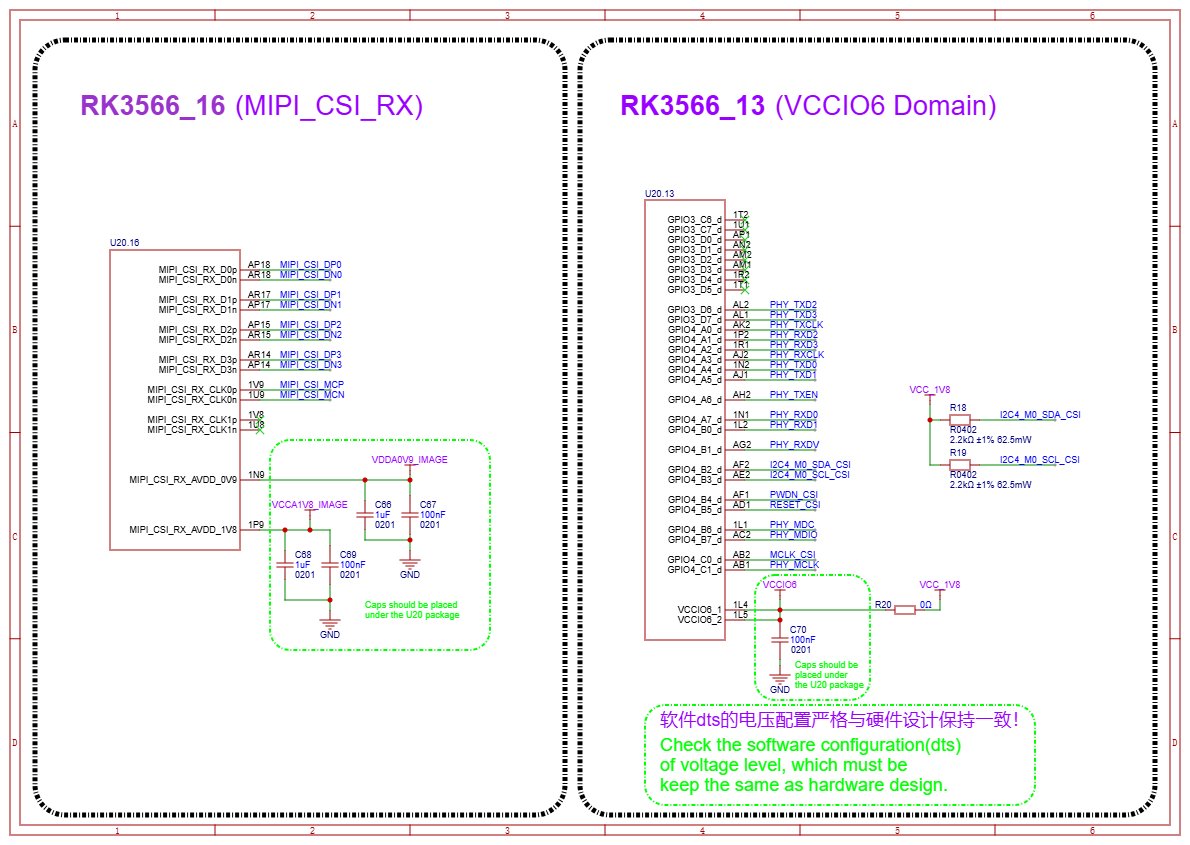 1 2 3 4 5 6
A A
B B
C C
D D
RK3566_16 (MIPI_CSI_RX)
U20.16
MIPI_CSI_RX_D0p AP18 MIPI_CSI_DP0
MIPI_CSI_RX_D0n AR18 MIPI_CSI_DN0
MIPI_CSI_RX_D1p AR17 MIPI_CSI_DP1
MIPI_CSI_RX_D1n AP17 MIPI_CSI_DN1
MIPI_CSI_RX_D2p AP15 MIPI_CSI_DP2
MIPI_CSI_RX_D2n AR15 MIPI_CSI_DN2
MIPI_CSI_RX_D3p AR14 MIPI_CSI_DP3
MIPI_CSI_RX_D3n AP14 MIPI_CSI_DN3
MIPI_CSI_RX_CLK0p 1V9 MIPI_CSI_MCP
MIPI_CSI_RX_CLK0n 1U9 MIPI_CSI_MCN
MIPI_CSI_RX_CLK1p 1V8
MIPI_CSI_RX_CLK1n 1U8
MIPI_CSI_RX_AVDD_0V9 1N9
MIPI_CSI_RX_AVDD_1V8 1P9
VDDA0V9_IMAGE
C66
1uF
0201
C67
100nF
0201
GND
VCCA1V8_IMAGE
C68
1uF
0201
C69
100nF
0201
GND
Caps should be placed
under the U20 package
RK3566_13 (VCCIO6 Domain)
U20.13
GPIO3_C6_d 1T2
GPIO3_C7_d 1U1
GPIO3_D0_d AP1
GPIO3_D1_d AN2
GPIO3_D2_d AM2
GPIO3_D3_d AM1
GPIO3_D4_d 1R2
GPIO3_D5_d 1T1
GPIO3_D6_d AL2 PHY_TXD2
GPIO3_D7_d AL1 PHY_TXD3
GPIO4_A0_d AK2 PHY_TXCLK
GPIO4_A1_d 1P2 PHY_RXD2
GPIO4_A2_d 1R1 PHY_RXD3
GPIO4_A3_d AJ2 PHY_RXCLK
GPIO4_A4_d 1N2 PHY_TXD0
GPIO4_A5_d AJ1 PHY_TXD1
GPIO4_A6_d AH2 PHY_TXEN
GPIO4_A7_d 1N1 PHY_RXD0
GPIO4_B0_d 1L2 PHY_RXD1
GPIO4_B1_d AG2 PHY_RXDV
GPIO4_B2_d AF2 I2C4_M0_SDA_CSI
GPIO4_B3_d AE2 I2C4_M0_SCL_CSI
GPIO4_B4_d AF1 PWDN_CSI
GPIO4_B5_d AD1 RESET_CSI
GPIO4_B6_d 1L1 PHY_MDC
GPIO4_B7_d AC2 PHY_MDIO
GPIO4_C0_d AB2 MCLK_CSI
GPIO4_C1_d AB1 PHY_MCLK
VCCIO6_1 1L4
VCCIO6_2 1L5
VCC_1V8
R18 I2C4_M0_SDA_CSI
R0402
2.2kΩ ±1% 62.5mW
R19 I2C4_M0_SCL_CSI
R0402
2.2kΩ ±1% 62.5mW
VCCIO6
VCC_1V8
R20 0Ω
C70
100nF
0201
GND
Caps should be
placed under
the U20 package
软件dts的电压配置严格与硬件设计保持一致!
Check the software configuration(dts)
of voltage level, which must be
keep the same as hardware design.
1 2 3 4 5 6